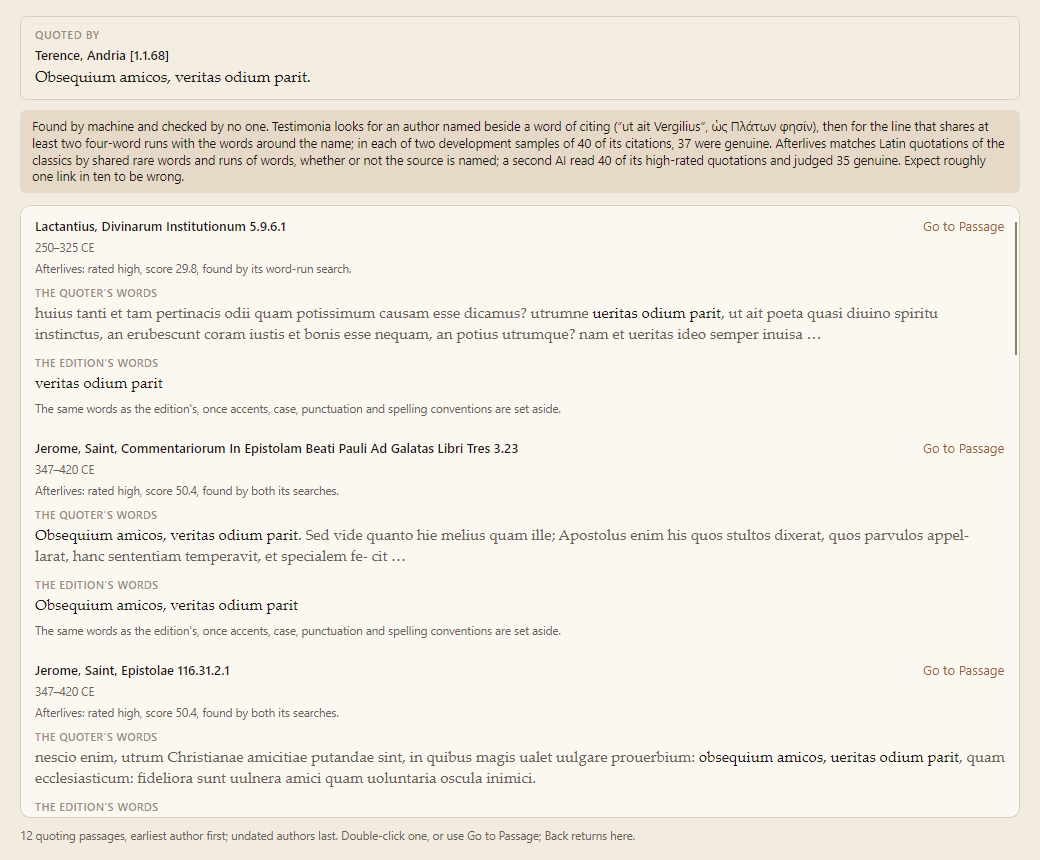 QUOTED BY
Terence, Andria [1.1.68]
Obsequium amicos, veritas odium parit.
Found by machine and checked by no one. Testimonia looks for an author named beside a word of citing (“ut ait Vergilius”, ὡς Πλάτων φησίν), then for the line that shares at
least two four-word runs with the words around the name; in each of two development samples of 40 of its citations, 37 were genuine. Afterlives matches Latin quotations of the
classics by shared rare words and runs of words, whether or not the source is named; a second AI read 40 of its high-rated quotations and judged 35 genuine. Expect roughly
one link in ten to be wrong.
Lactantius, Divinarum Institutionum 5.9.6.1 Go to Passage
250–325 CE
Afterlives: rated high, score 29.8, found by its word-run search.
THE QUOTER'S WORDS
huius tanti et tam pertinacis odii quam potissimum causam esse dicamus? utrumne ueritas odium parit, ut ait poeta quasi diuino spiritu
instinctus, an erubescunt coram iustis et bonis esse nequam, an potius utrumque? nam et ueritas ideo semper inuisa …
THE EDITION'S WORDS
veritas odium parit
The same words as the edition's, once accents, case, punctuation and spelling conventions are set aside.
Jerome, Saint, Commentariorum In Epistolam Beati Pauli Ad Galatas Libri Tres 3.23 Go to Passage
347–420 CE
Afterlives: rated high, score 50.4, found by both its searches.
THE QUOTER'S WORDS
Obsequium amicos, veritas odium parit. Sed vide quanto hie melius quam ille; Apostolus enim his quos stultos dixerat, quos parvulos appel-
larat, hanc sententiam temperavit, et specialem fe- cit …
THE EDITION'S WORDS
Obsequium amicos, veritas odium parit
The same words as the edition's, once accents, case, punctuation and spelling conventions are set aside.
Jerome, Saint, Epistolae 116.31.2.1 Go to Passage
347–420 CE
Afterlives: rated high, score 50.4, found by both its searches.
THE QUOTER'S WORDS
nescio enim, utrum Christianae amicitiae putandae sint, in quibus magis ualet uulgare prouerbium: obsequium amicos, ueritas odium parit, quam
ecclesiasticum: fideliora sunt uulnera amici quam uoluntaria oscula inimici.
THE EDITION'S WORDS
12 quoting passages, earliest author first; undated authors last. Double-click one, or use Go to Passage; Back returns here.